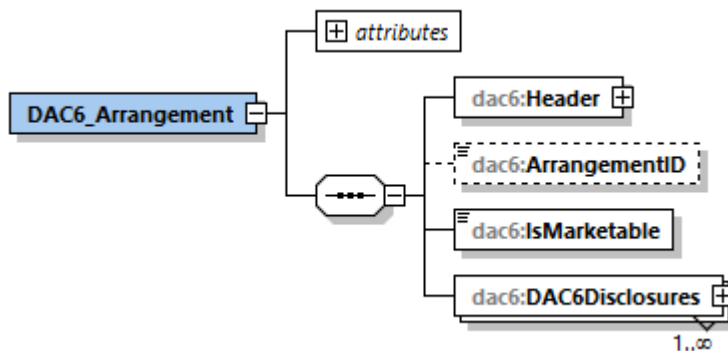 attributes
DAC6_Arrangement
dac6:Header
dac6:ArrangementID
dac6:IsMarketable
dac6:DAC6Disclosures
1..∞